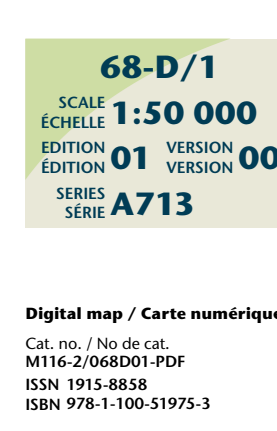 68-D/1
SCALE
ÉCHELLE 1:50 000
EDITION
ÉDITION 01 VERSION
VERSION 00
SERIES
SÉRIE A713
Digital map / Carte numérique
Cat. no. / No de cat.
M116-2/068D01-PDF
ISSN 1915-8858
ISBN 978-1-100-51975-3